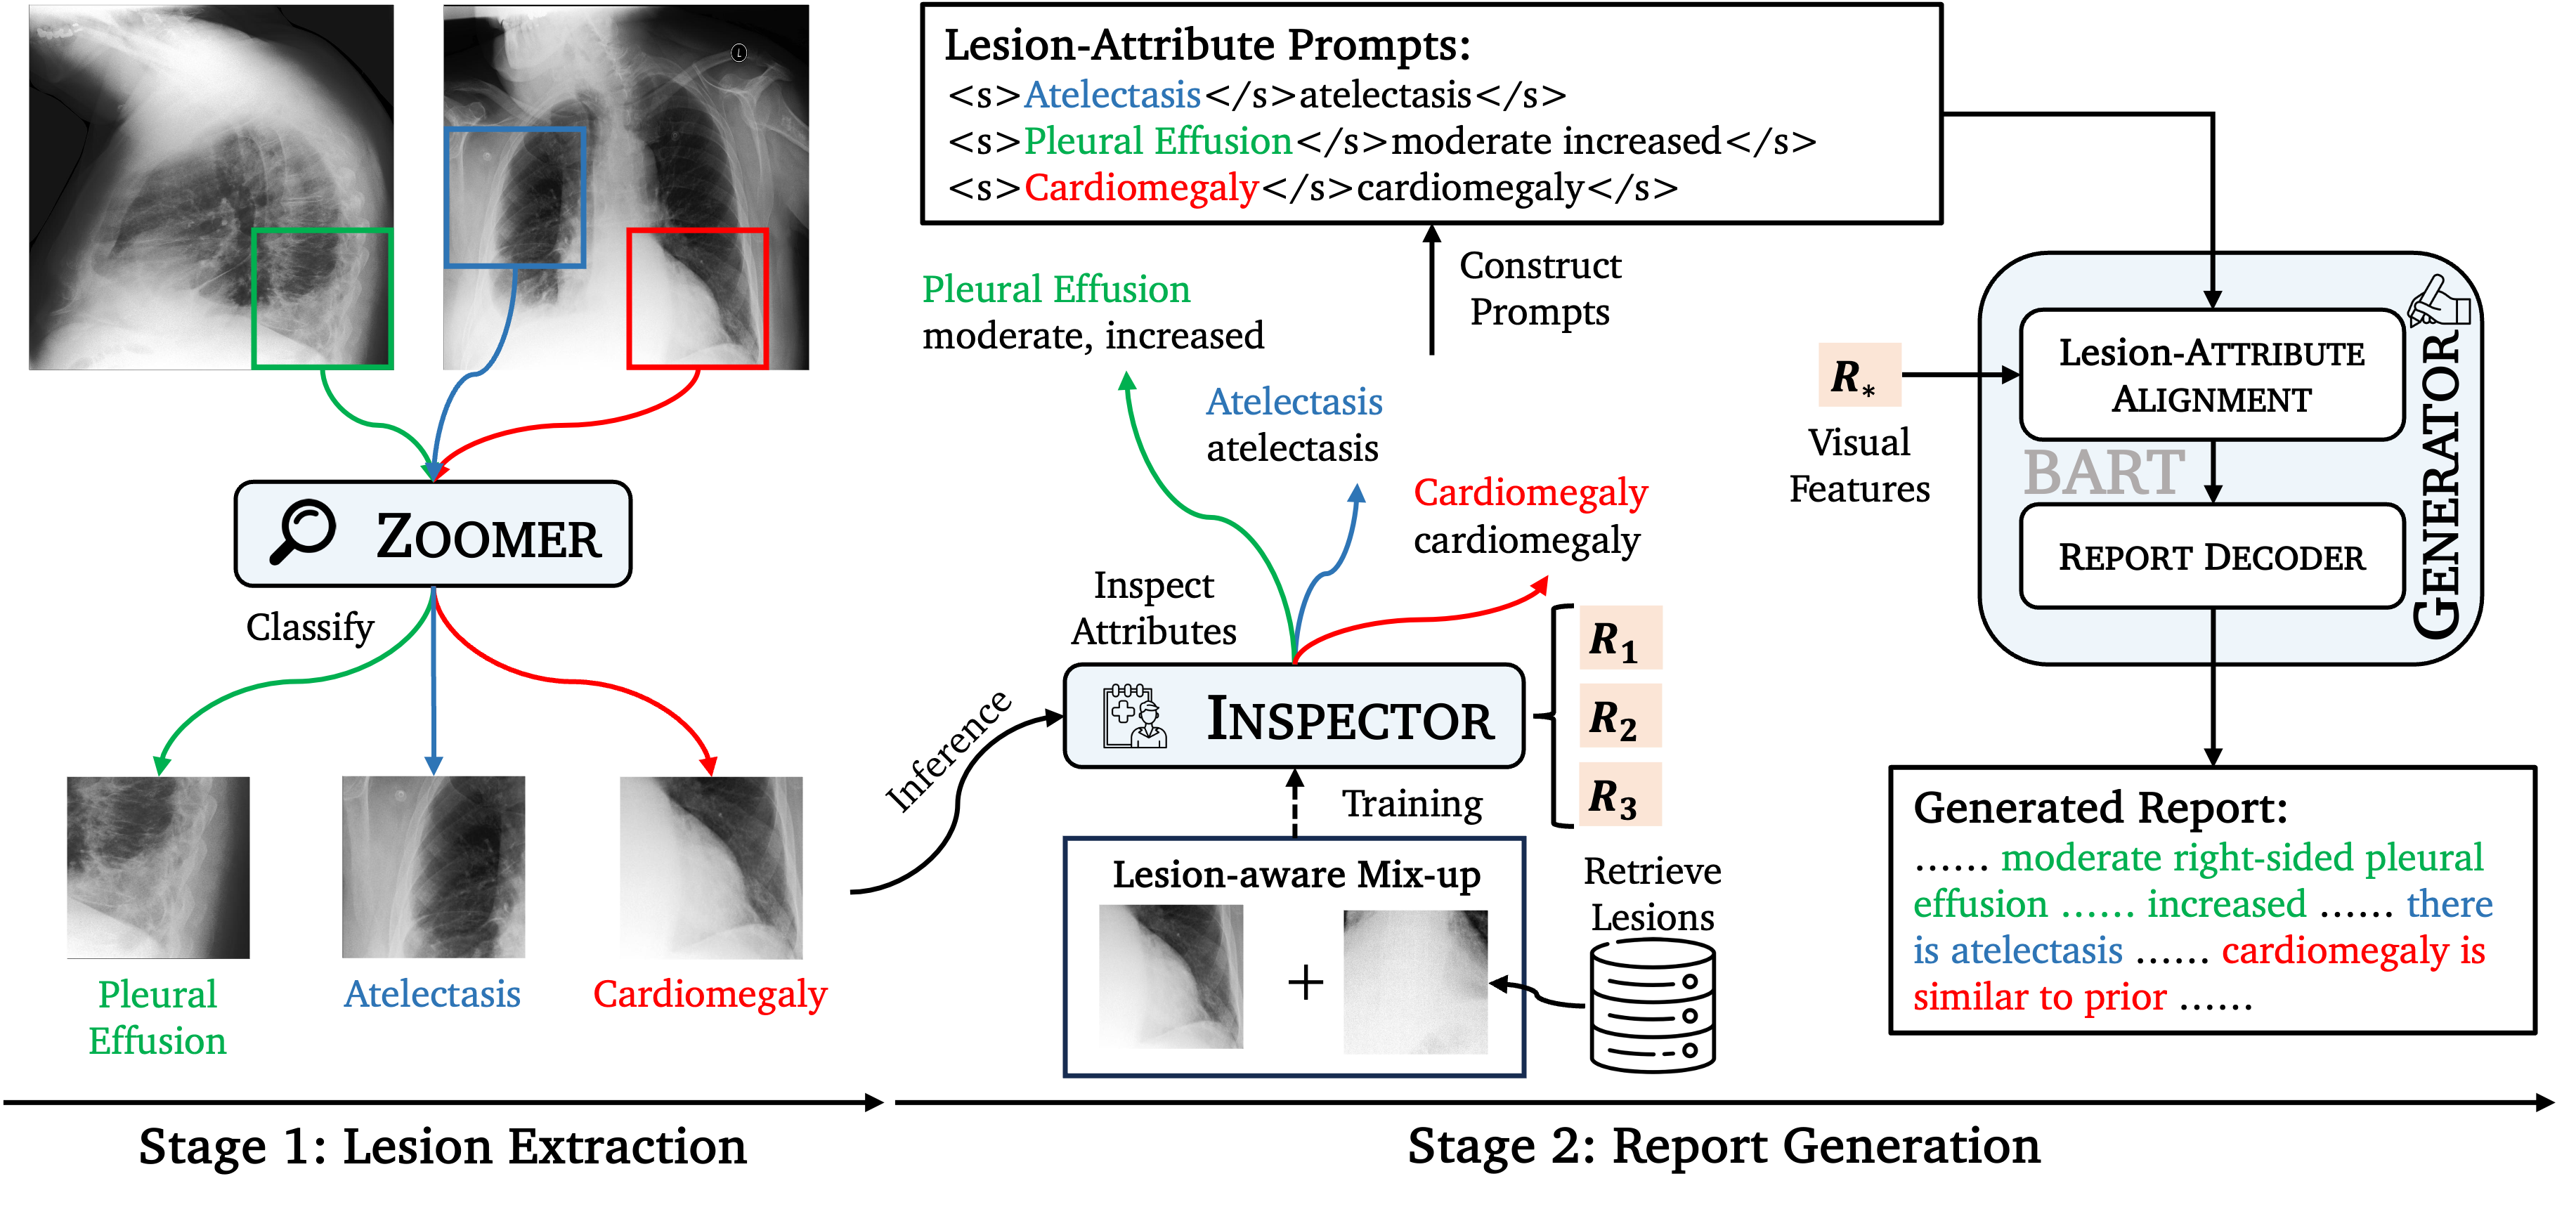 L
ZOOMER
Classify
Pleural
Effusion
Atelectasis
Cardiomegaly
Stage 1: Lesion Extraction
Lesion-Attribute Prompts:
<s>Atelectasis</s>atelectasis</s>
<s>Pleural Effusion</s>moderate increased</s>
<s>Cardiomegaly</s>cardiomegaly</s>
Construct
Prompts
Pleural Effusion
moderate, increased
Atelectasis
atelectasis
Cardiomegaly
cardiomegaly
Inspect
Attributes
Inference
INSPECTOR
R1
R2
R3
Training
Lesion-aware Mix-up
+
Retrieve
Lesions
R*
Visual
Features
Lesion-ATTRIBUTE
ALIGNMENT
BART
REPORT DECODER
GENERATOR
Generated Report:
...... moderate right-sided pleural
effusion ...... increased ...... there
is atelectasis ...... cardiomegaly is
similar to prior ......
Stage 2: Report Generation